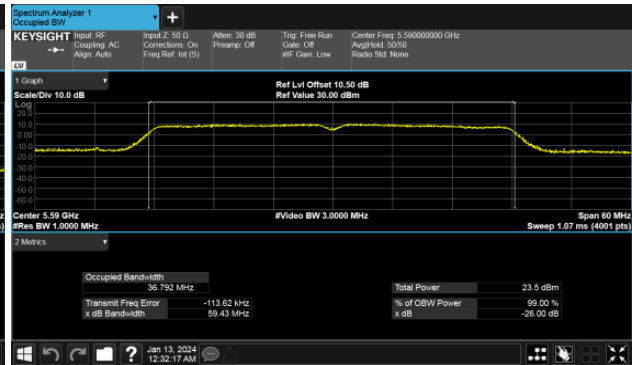 Spectrum Analyzer 1
Occupied BW
+
KEYSIGHT
Input: RF
Coupling: AC
Align: Auto
Input Z: 50 Ω
Corrections: On
Freq Ref: Int (S)
Atten: 30 dB
Preamp: Off
Trig: Free Run
Gate: Off
#IF Gain: Low
Center Freq: 5.590000000 GHz
Avg|Hold: 50/50
Radio Std: None
LXI
1 Graph
Scale/Div 10.0 dB
Ref Lvl Offset 10.50 dB
Ref Value 30.00 dBm
Log
20.0
10.0
0.00
-10.0
-20.0
-30.0
-40.0
-50.0
-60.0
Center 5.59 GHz
#Video BW 3.0000 MHz
Span 60 MHz
#Res BW 1.0000 MHz
Sweep 1.07 ms (4001 pts)
2 Metrics
Occupied Bandwidth
36.792 MHz
Total Power 23.5 dBm
Transmit Freq Error -113.62 kHz
% of OBW Power 99.00 %
x dB Bandwidth 59.43 MHz
x dB -26.00 dB
?
Jan 13, 2024
12:32:17 AM